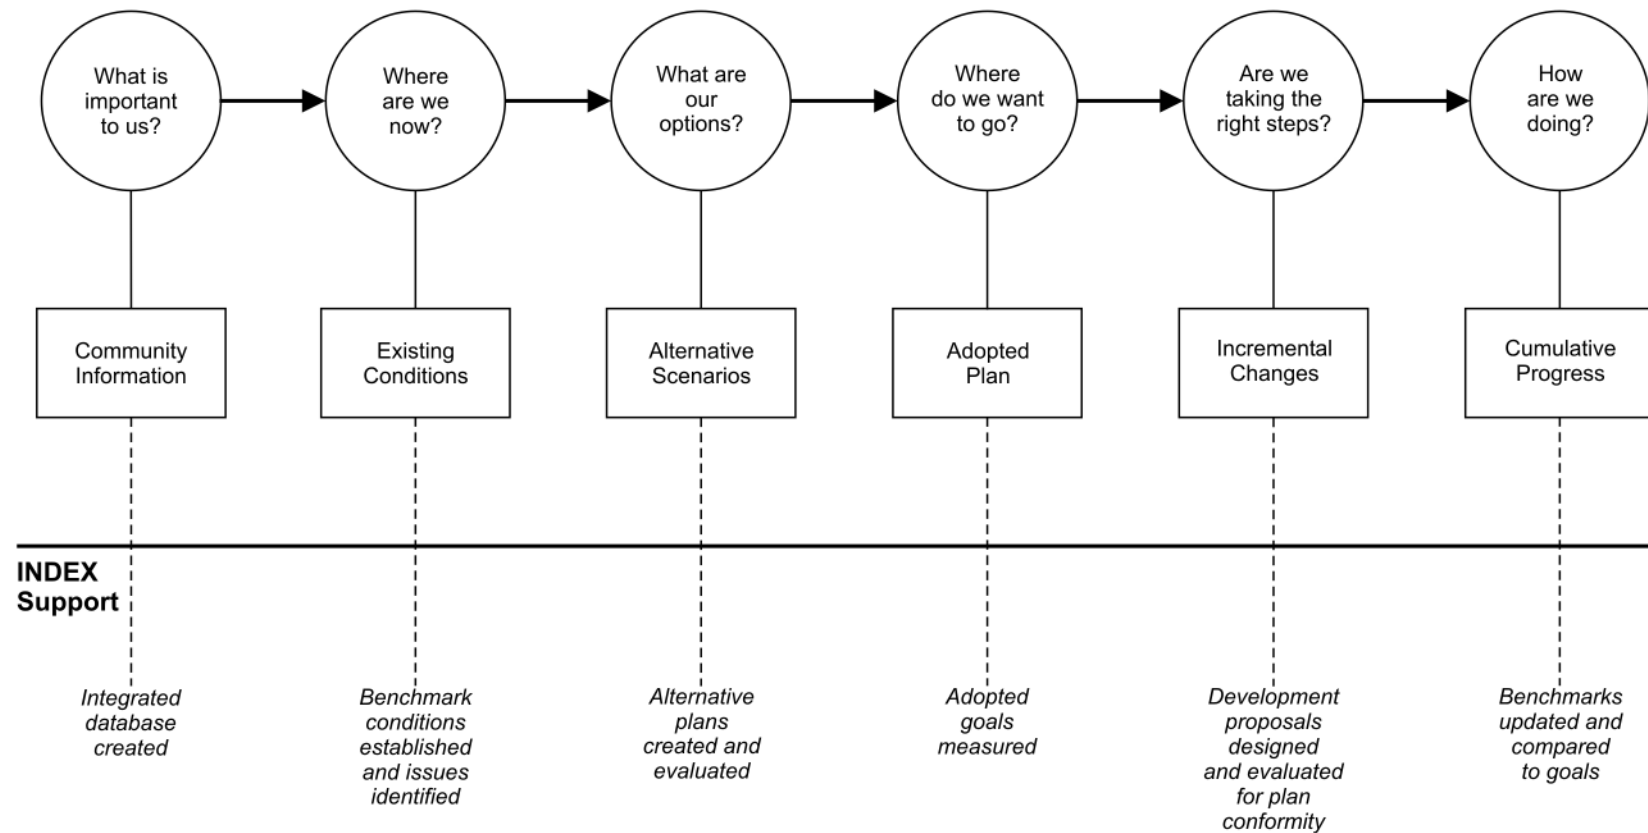 What is
important
to us?
Where
are we
now?
What are
our
options?
Where
do we want
to go?
Are we
taking the
right steps?
How
are we
doing?
Community
Information
Existing
Conditions
Alternative
Scenarios
Adopted
Plan
Incremental
Changes
Cumulative
Progress
INDEX
Support
Integrated
database
created
Benchmark
conditions
established
and issues
identified
Alternative
plans
created and
evaluated
Adopted
goals
measured
Development
proposals
designed
and evaluated
for plan
conformity
Benchmarks
updated and
compared
to goals